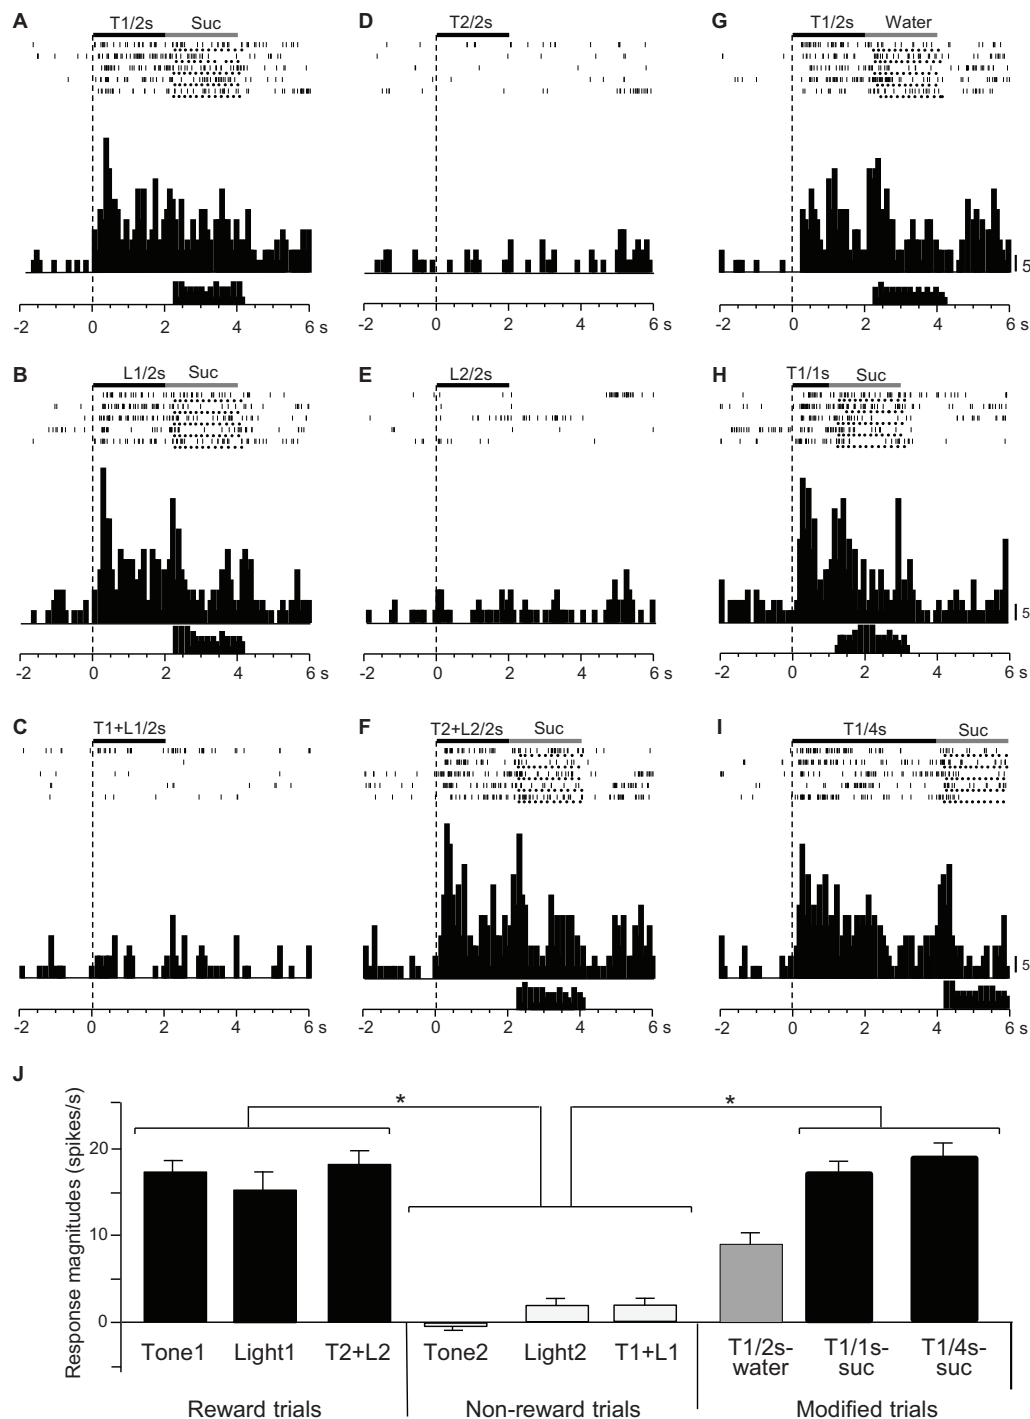 A
T1/2s
Suc
-2
0
2
4
6 s
D
T2/2s
-2
0
2
4
6 s
G
T1/2s
Water
5
-2
0
2
4
6 s
B
L1/2s
Suc
-2
0
2
4
6 s
E
L2/2s
-2
0
2
4
6 s
H
T1/1s
Suc
5
-2
0
2
4
6 s
C
T1+L1/2s
-2
0
2
4
6 s
F
T2+L2/2s
Suc
-2
0
2
4
6 s
I
T1/4s
Suc
5
-2
0
2
4
6 s
J
Response magnitudes (spikes/s)
20
10
0
*
*
Tone1
Light1
T2+L2
Tone2
Light2
T1+L1
T1/2s-
water
T1/1s-
suc
T1/4s-
suc
Reward trials
Non-reward trials
Modified trials